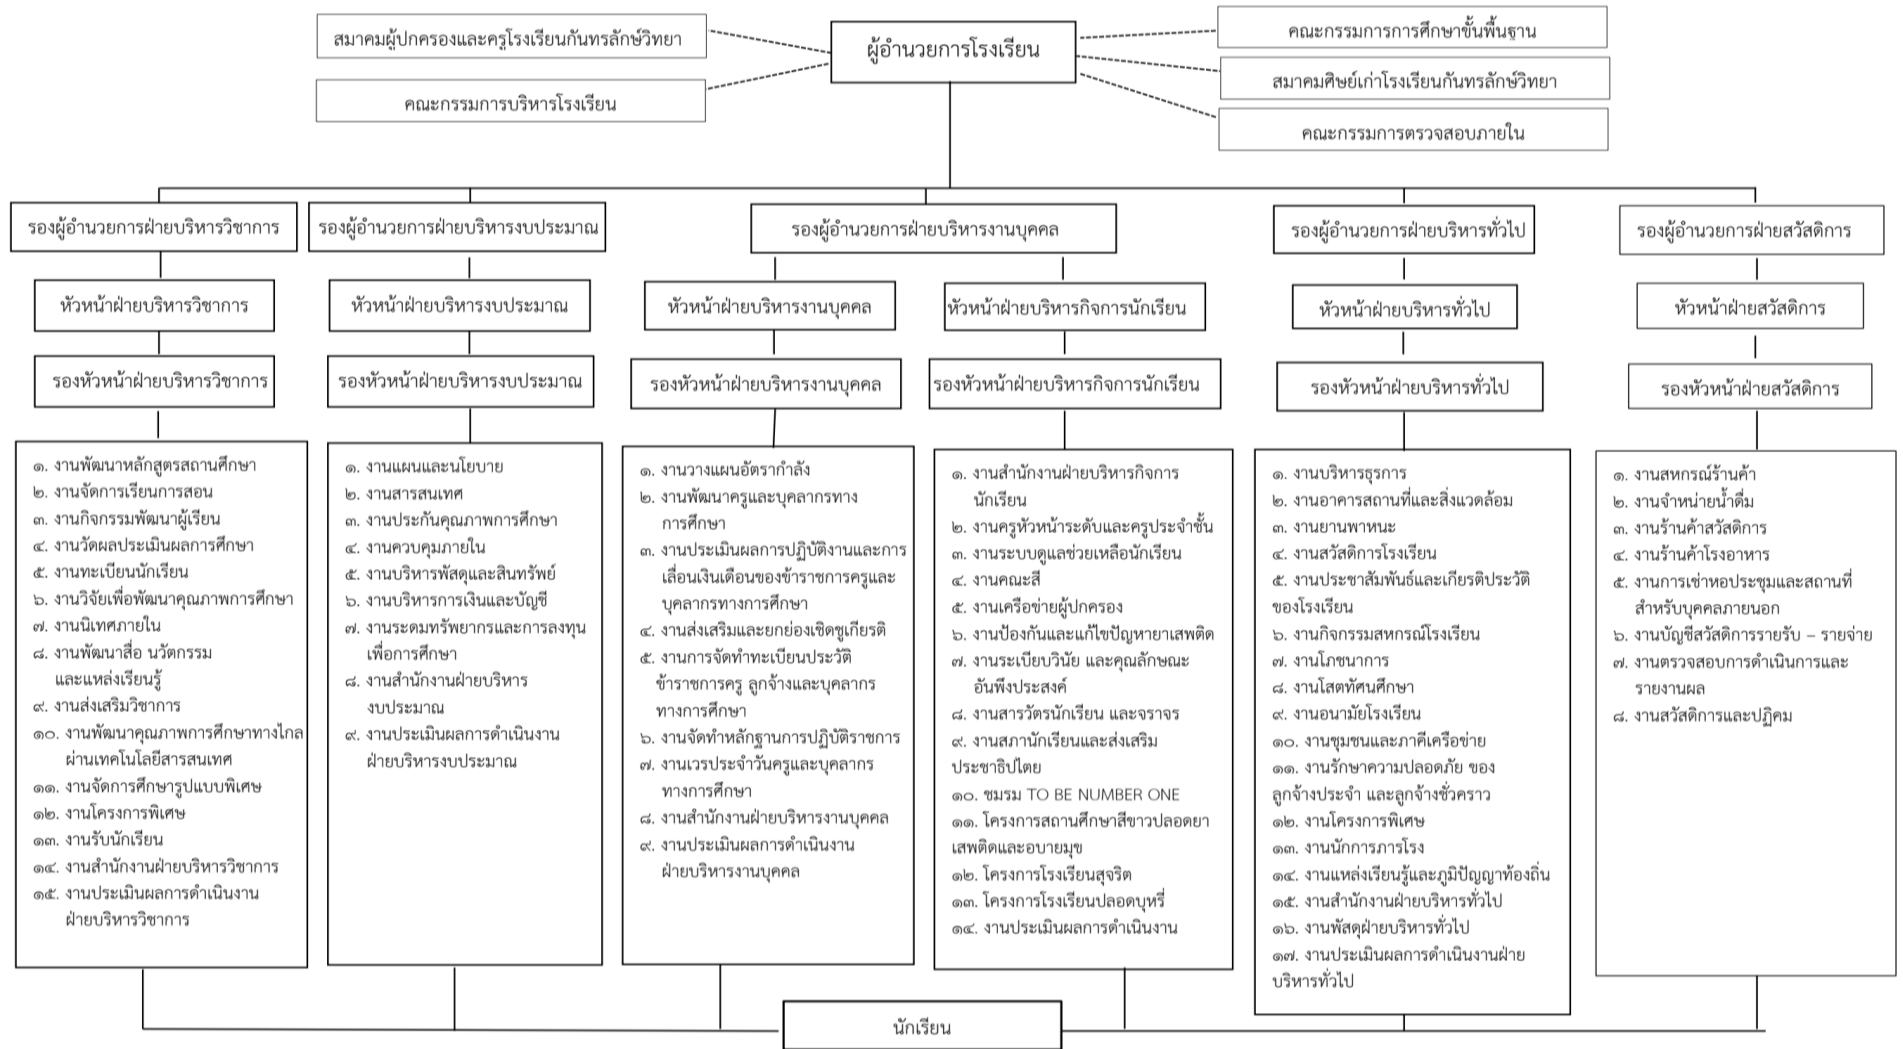 สมาคมผู้ปกครองและครูโรงเรียนกันทรลักษ์วิทยา
คณะกรรมการบริหารโรงเรียน
ผู้อำนวยการโรงเรียน
คณะกรรมการการศึกษาขั้นพื้นฐาน
สมาคมศิษย์เก่าโรงเรียนกันทรลักษ์วิทยา
คณะกรรมการตรวจสอบภายใน
รองผู้อำนวยการฝ่ายบริหารวิชาการ
หัวหน้าฝ่ายบริหารวิชาการ
รองหัวหน้าฝ่ายบริหารวิชาการ
๑. งานพัฒนาหลักสูตรสถานศึกษา
๒. งานจัดการเรียนการสอน
๓. งานกิจกรรมพัฒนาผู้เรียน
๔. งานวัดผลประเมินผลการศึกษา
๕. งานทะเบียนนักเรียน
๖. งานวิจัยเพื่อพัฒนาคุณภาพการศึกษา
๗. งานนิเทศภายใน
๘. งานพัฒนาสื่อ นวัตกรรม
และแหล่งเรียนรู้
๙. งานส่งเสริมวิชาการ
๑๐. งานพัฒนาคุณภาพการศึกษาทางไกล
ผ่านเทคโนโลยีสารสนเทศ
๑๑. งานจัดการศึกษารูปแบบพิเศษ
๑๒. งานโครงการพิเศษ
๑๓. งานรับนักเรียน
๑๔. งานสำนักงานฝ่ายบริหารวิชาการ
๑๕. งานประเมินผลการดำเนินงาน
ฝ่ายบริหารวิชาการ
รองผู้อำนวยการฝ่ายบริหารงบประมาณ
หัวหน้าฝ่ายบริหารงบประมาณ
รองหัวหน้าฝ่ายบริหารงบประมาณ
๑. งานแผนและนโยบาย
๒. งานสารสนเทศ
๓. งานประกันคุณภาพการศึกษา
๔. งานควบคุมภายใน
๕. งานบริหารพัสดุและสินทรัพย์
๖. งานบริหารการเงินและบัญชี
๗. งานระดมทรัพยากรและการลงทุน
เพื่อการศึกษา
๘. งานสำนักงานฝ่ายบริหาร
งบประมาณ
๙. งานประเมินผลการดำเนินงาน
ฝ่ายบริหารงบประมาณ
รองผู้อำนวยการฝ่ายบริหารงานบุคคล
หัวหน้าฝ่ายบริหารงานบุคคล
รองหัวหน้าฝ่ายบริหารงานบุคคล
๑. งานวางแผนอัตรากำลัง
๒. งานพัฒนาครูและบุคลากรทาง
การศึกษา
๓. งานประเมินผลการปฏิบัติงานและการ
เลื่อนเงินเดือนของข้าราชการครูและ
บุคลากรทางการศึกษา
๔. งานส่งเสริมและยกย่องเชิดชูเกียรติ
๕. งานการจัดทำทะเบียนประวัติ
ข้าราชการครู ลูกจ้างและบุคลากร
ทางการศึกษา
๖. งานจัดทำหลักฐานการปฏิบัติราชการ
๗. งานเวรประจำวันครูและบุคลากร
ทางการศึกษา
๘. งานสำนักงานฝ่ายบริหารงานบุคคล
๙. งานประเมินผลการดำเนินงาน
ฝ่ายบริหารงานบุคคล
หัวหน้าฝ่ายบริหารกิจการนักเรียน
รองหัวหน้าฝ่ายบริหารกิจการนักเรียน
๑. งานสำนักงานฝ่ายบริหารกิจการ
นักเรียน
๒. งานครูหัวหน้าระดับและครูประจำชั้น
๓. งานระบบดูแลช่วยเหลือนักเรียน
๔. งานคณะสี
๕. งานเครือข่ายผู้ปกครอง
๖. งานป้องกันและแก้ไขปัญหายาเสพติด
๗. งานระเบียบวินัย และคุณลักษณะ
อันพึงประสงค์
๘. งานสารวัตรนักเรียน และจราจร
๙. งานสภานักเรียนและส่งเสริม
ประชาธิปไตย
๑๐. ชมรม TO BE NUMBER ONE
๑๑. โครงการสถานศึกษาสีขาวปลอดยา
เสพติดและอบายมุข
๑๒. โครงการโรงเรียนสุจริต
๑๓. โครงการโรงเรียนปลอดบุหรี่
๑๔. งานประเมินผลการดำเนินงาน
รองผู้อำนวยการฝ่ายบริหารทั่วไป
หัวหน้าฝ่ายบริหารทั่วไป
รองหัวหน้าฝ่ายบริหารทั่วไป
๑. งานบริหารธุรการ
๒. งานอาคารสถานที่และสิ่งแวดล้อม
๓. งานยานพาหนะ
๔. งานสวัสดิการโรงเรียน
๕. งานประชาสัมพันธ์และเกียรติประวัติ
ของโรงเรียน
๖. งานกิจกรรมสหกรณ์โรงเรียน
๗. งานโภชนาการ
๘. งานโสตทัศนศึกษา
๙. งานอนามัยโรงเรียน
๑๐. งานชุมชนและภาคีเครือข่าย
๑๑. งานรักษาความปลอดภัย ของ
ลูกจ้างประจำ และลูกจ้างชั่วคราว
๑๒. งานโครงการพิเศษ
๑๓. งานนักการภารโรง
๑๔. งานแหล่งเรียนรู้และภูมิปัญญาท้องถิ่น
๑๕. งานสำนักงานฝ่ายบริหารทั่วไป
๑๖. งานพัสดุฝ่ายบริหารทั่วไป
๑๗. งานประเมินผลการดำเนินงานฝ่าย
บริหารทั่วไป
รองผู้อำนวยการฝ่ายสวัสดิการ
หัวหน้าฝ่ายสวัสดิการ
รองหัวหน้าฝ่ายสวัสดิการ
๑. งานสหกรณ์ร้านค้า
๒. งานจำหน่ายน้ำดื่ม
๓. งานร้านค้าสวัสดิการ
๔. งานร้านค้าโรงอาหาร
๕. งานการเช่าหอประชุมและสถานที่
สำหรับบุคคลภายนอก
๖. งานบัญชีสวัสดิการรายรับ – รายจ่าย
๗. งานตรวจสอบการดำเนินการและ
รายงานผล
๘. งานสวัสดิการและปฏิคม
นักเรียน